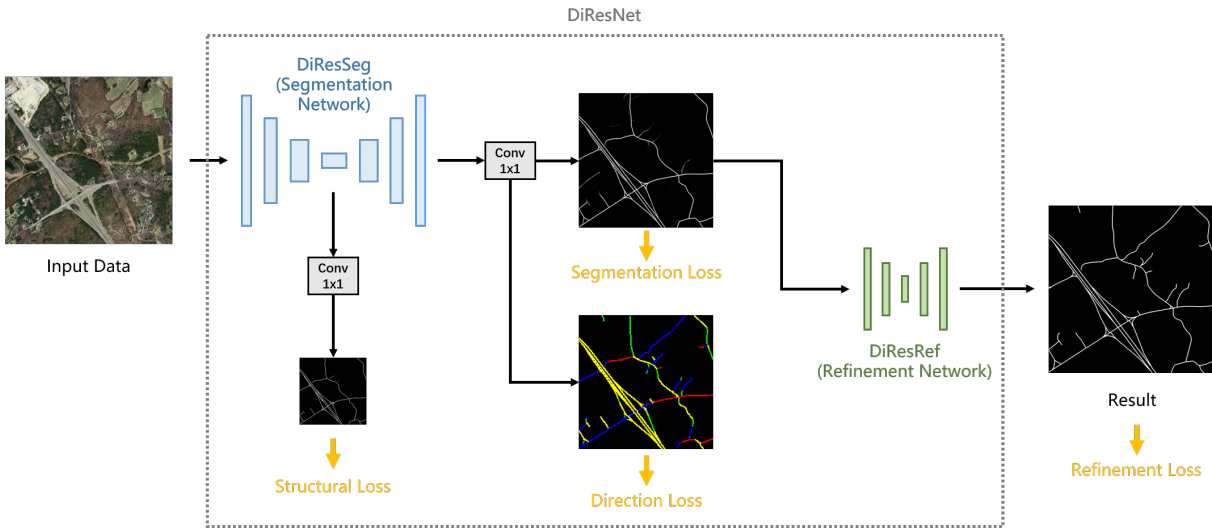 DiResNet
DiResSeg
(Segmentation
Network)
Conv
1x1
Input Data
Conv
1x1
Segmentation Loss
DiResRef
(Refinement Network)
Result
Structural Loss
Direction Loss
Refinement Loss